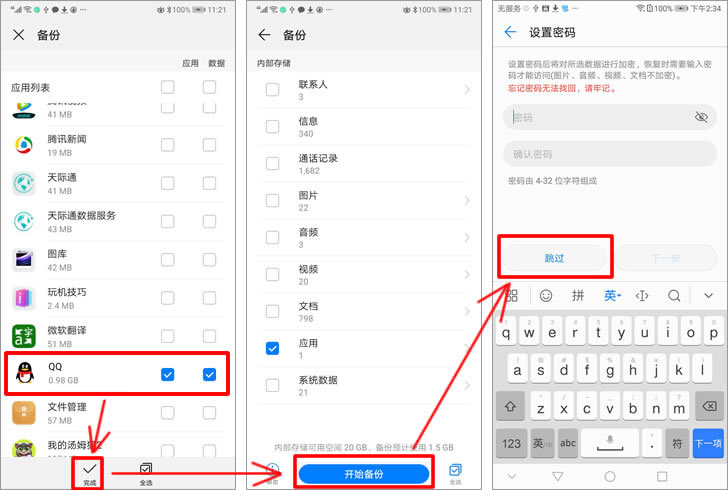 100% 11:21
备份
应用 数据
应用列表
41 MB
腾讯新闻
19 MB
天际通
41 MB
天际通数据服务
43 MB
图库
42 MB
玩机技巧
2.4 MB
微软翻译
51 MB
QQ
0.98 GB
文件管理
57 MB
我的汤姆猫2
完成 全选
100% 11:21
备份
内部存储
联系人
3
信息
340
通话记录
1,682
图片
22
音频
3
视频
20
文档
798
应用
1
系统数据
21
内部存储可用空间 20 GB，备份预计使用 1.5 GB
帮助 开始备份 全选
无服务 100% 下午2:34
设置密码
设置密码后将对所选数据进行加密，恢复时需要输入密
码才能访问(图片、音频、视频、文档不加密)。
忘记密码无法找回，请牢记。
密码
确认密码
密码由 4-32 位字符组成
跳过 下一步
拼 英
q w e r t y u i o p
a s d f g h j k l
z x c v b n m
123 英/中 abc . 符 下一项